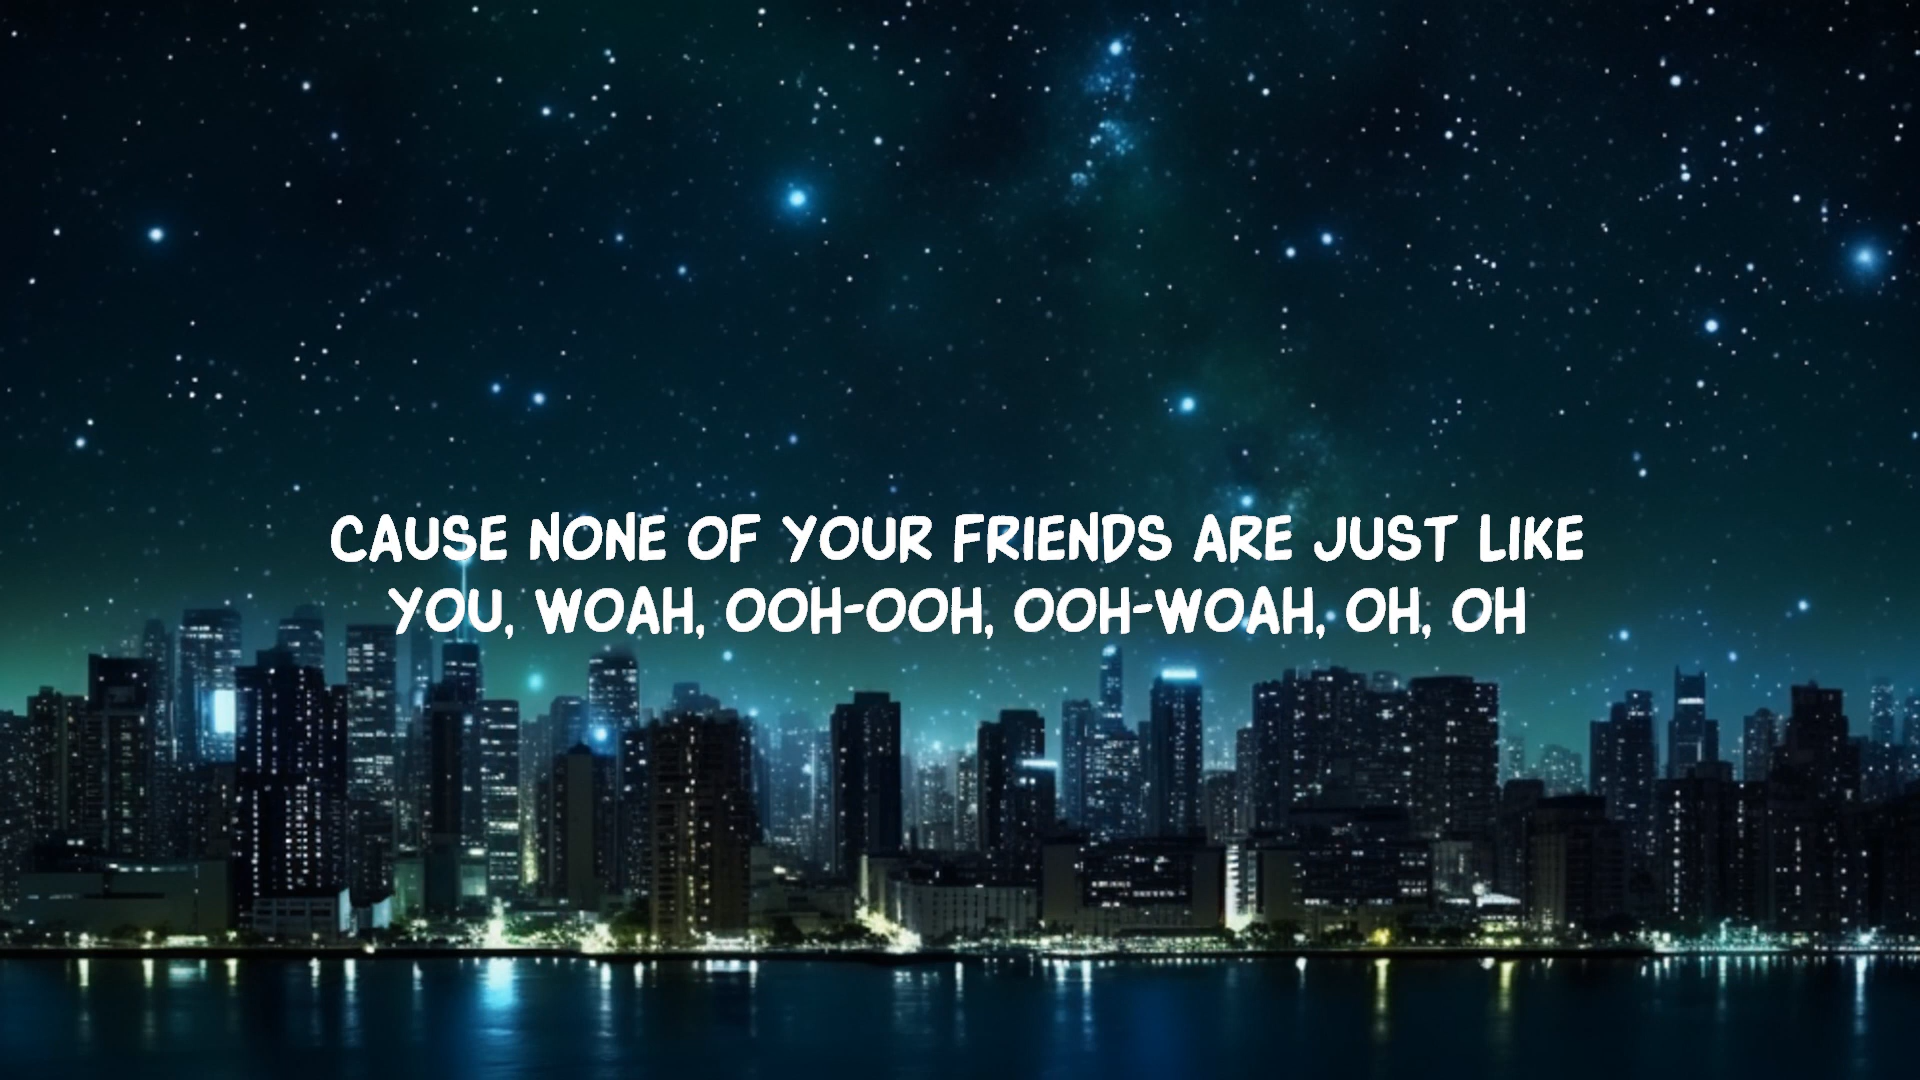 CAUSE NONE OF YOUR FRIENDS ARE JUST LIKE
YOU, WOAH, OOH-OOH, OOH-WOAH, OH, OH